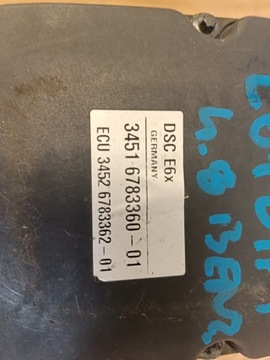 DSC E6x
GERMANY
3451 6783360-01
ECU 3452 6783362-01
4.8